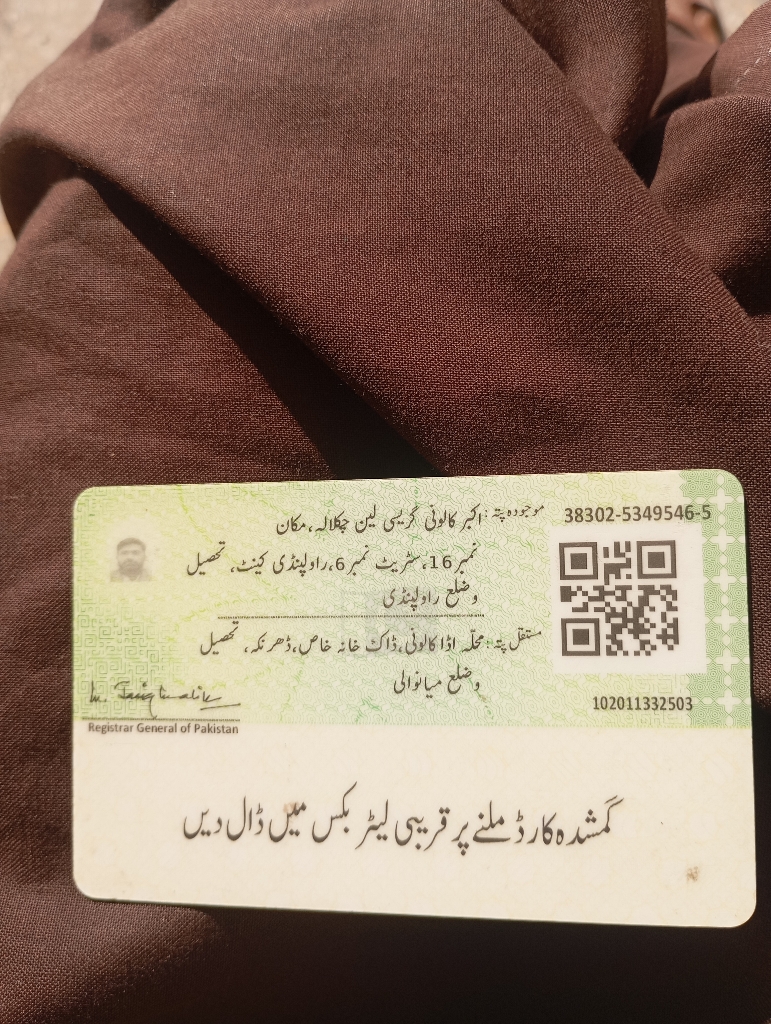 38302-5349546-5
موجودہ پتہ: اکبر کالونی گریسی لین چکلالہ، مکان
نمبر 16، سٹریٹ نمبر 6، راولپنڈی کینٹ، تحصیل
و ضلع راولپنڈی
مستقل پتہ: محلہ اڈا کالونی، ڈاک خانہ خاص، ڈھرنکہ، تحصیل
و ضلع میانوالی
102011332503
Registrar General of Pakistan
گمشدہ کارڈ ملنے پر قریبی لیٹر بکس میں ڈال دیں